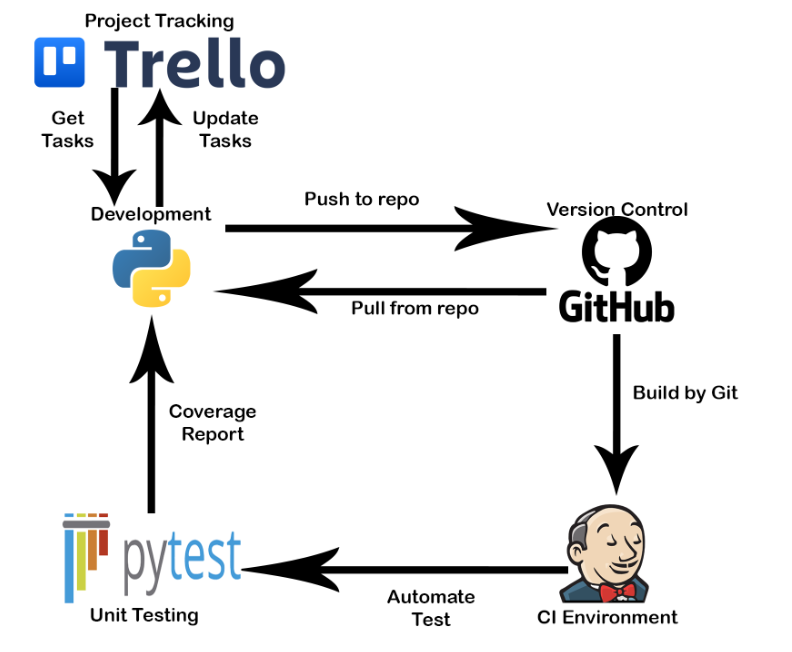 Project Tracking
Trello
Get
Tasks
Update
Tasks
Development
Push to repo
Version Control
GitHub
Pull from repo
Build by Git
Coverage
Report
pytest
Unit Testing
Automate
Test
CI Environment